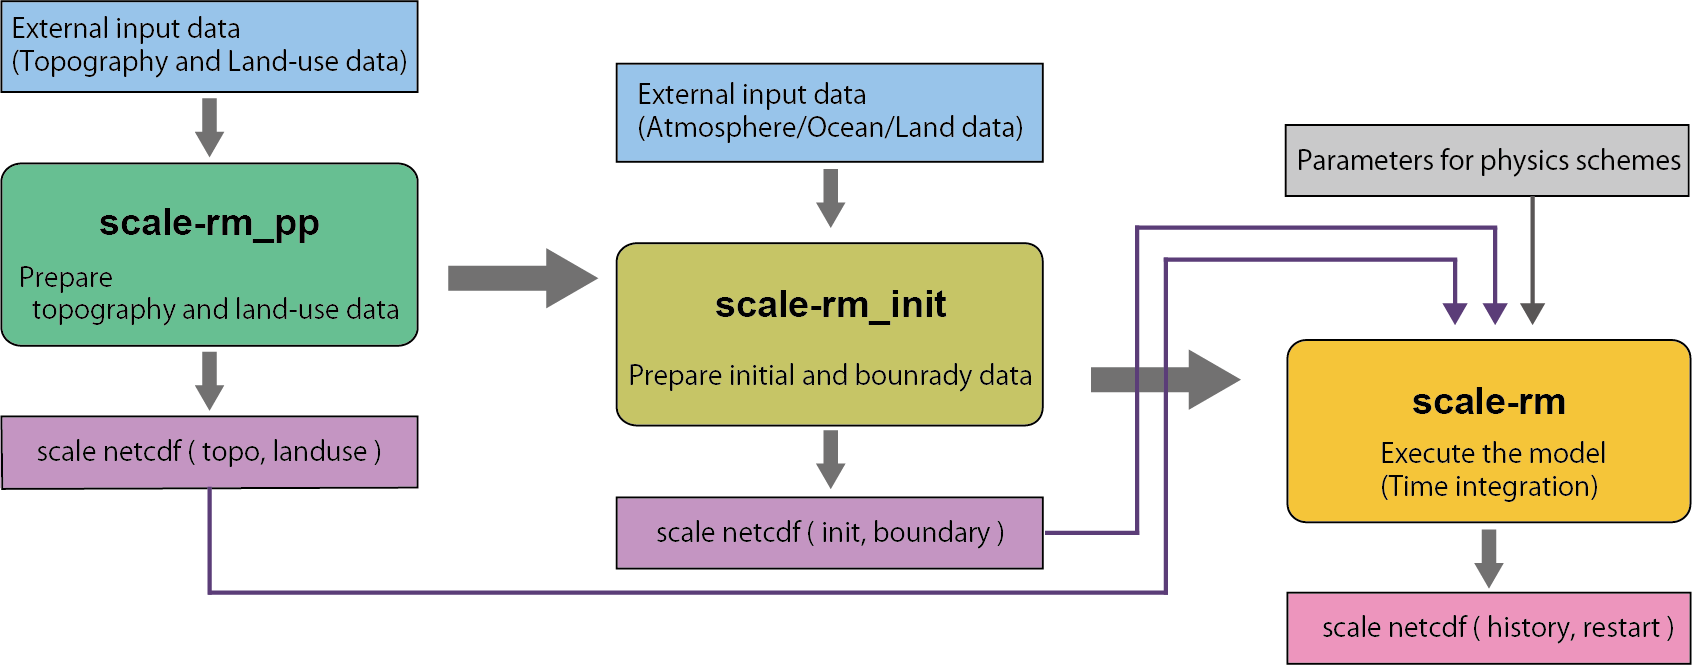 External input data
(Topography and Land-use data)
scale-rm_pp
Prepare
topography and land-use data
scale netcdf ( topo, landuse )
External input data
(Atmosphere/Ocean/Land data)
scale-rm_init
Prepare initial and bounrady data
scale netcdf ( init, boundary )
Parameters for physics schemes
scale-rm
Execute the model
(Time integration)
scale netcdf ( history, restart )